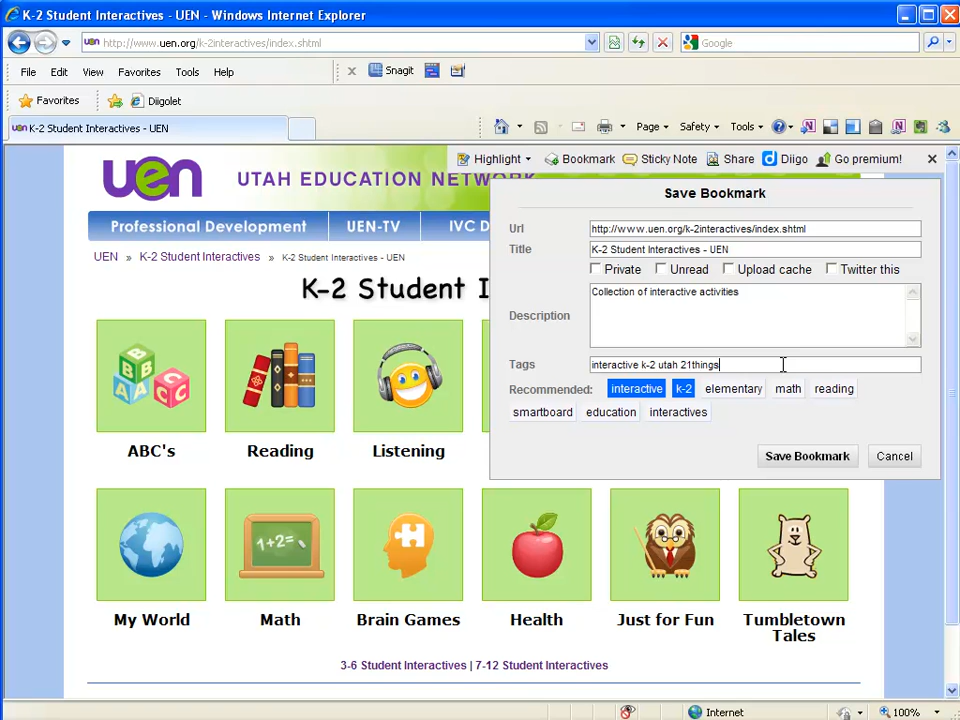 K-2 Student Interactives - UEN - Windows Internet Explorer
uen http://www.uen.org/k-2interactives/index.shtml
Google
File Edit View Favorites Tools Help
x Snagit
Favorites Diigolet
uen K-2 Student Interactives - UEN
Page Safety Tools
Highlight Bookmark Sticky Note Share d Diigo Go premium!
uen UTAH EDUCATION NETWORK
Save Bookmark
Professional Development UEN-TV IVC D
Url http://www.uen.org/k-2interactives/index.shtml
Title K-2 Student Interactives - UEN
UEN » K-2 Student Interactives » K-2 Student Interactives - UEN
Private Unread Upload cache Twitter this
K-2 Student I
Description Collection of interactive activities
Tags interactive k-2 utah 21things
Recommended: interactive k-2 elementary math reading
smartboard education interactives
Save Bookmark Cancel
B
A C
ABC's Reading Listening
1+2=
My World Math Brain Games Health Just for Fun Tumbletown
Tales
3-6 Student Interactives | 7-12 Student Interactives
Internet 100%